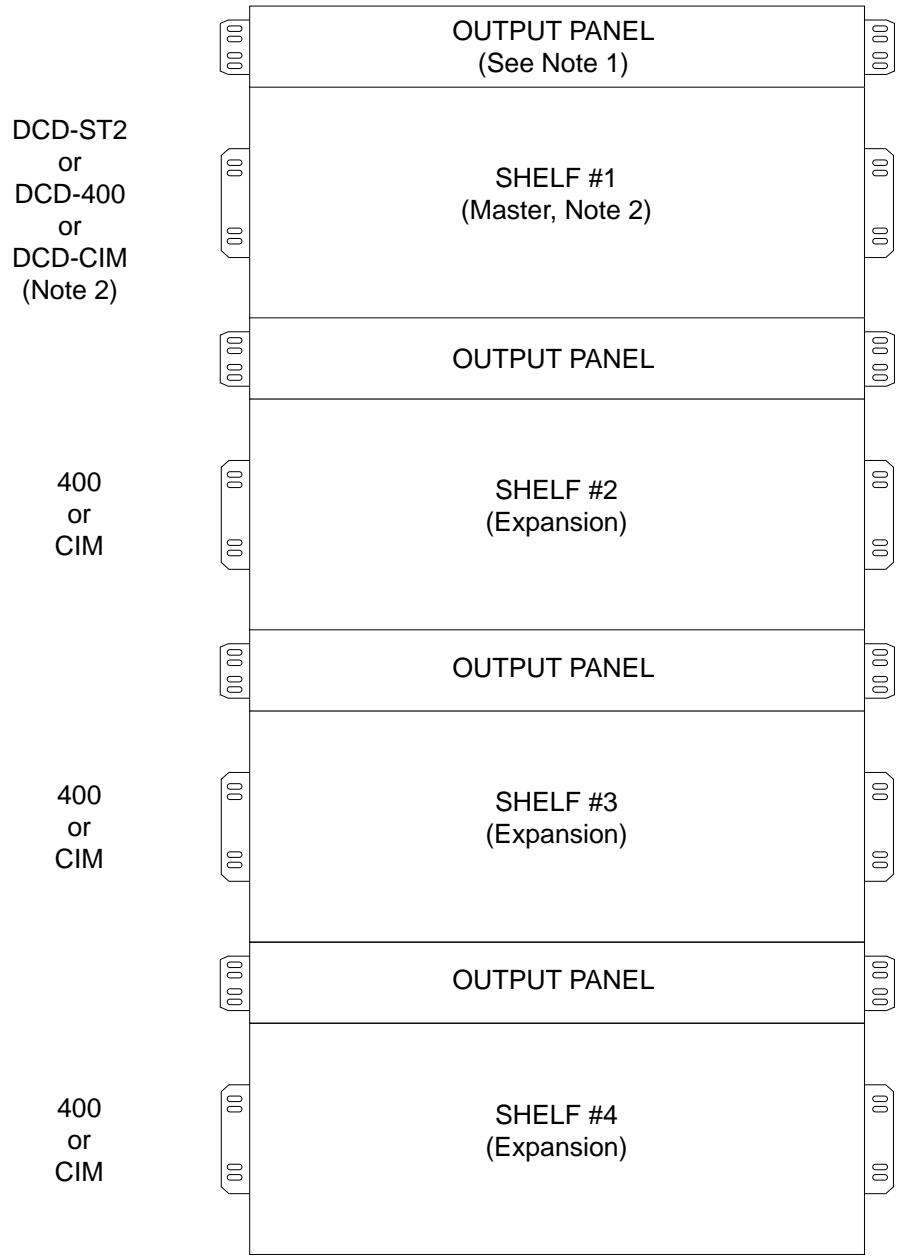 OUTPUT PANEL
(See Note 1)
DCD-ST2
or
DCD-400
or
DCD-CIM
(Note 2)
SHELF #1
(Master, Note 2)
OUTPUT PANEL
400
or
CIM
SHELF #2
(Expansion)
OUTPUT PANEL
400
or
CIM
SHELF #3
(Expansion)
OUTPUT PANEL
400
or
CIM
SHELF #4
(Expansion)